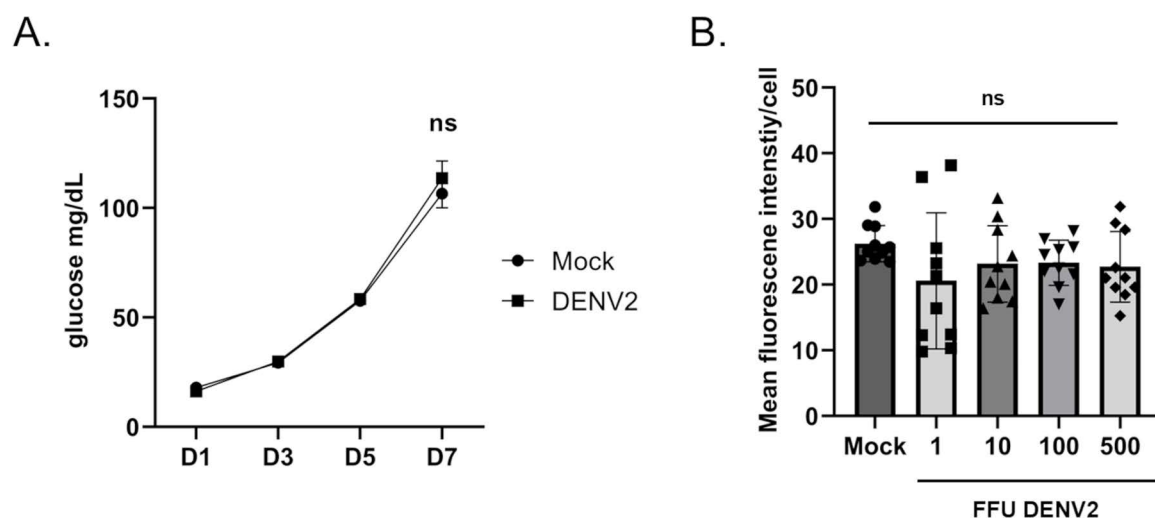 A.
150
100
50
0
glucose mg/dL
ns
D1 D3 D5 D7
Mock
DENV2
B.
50
40
30
20
10
0
Mean fluorescene intenstiy/cell
ns
Mock 1 10 100 500
FFU DENV2